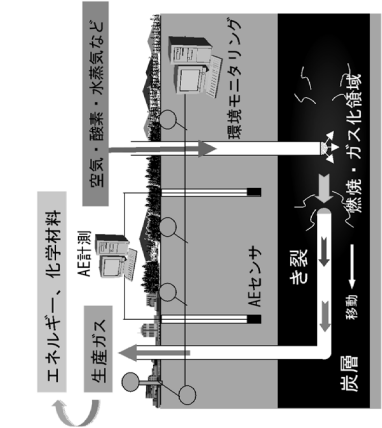 エネルギー、化学材料
生産ガス
AE計測
空気・酸素・水蒸気など
環境モニタリング
AEセンサ
き裂
移動
燃焼・ガス化領域
炭層